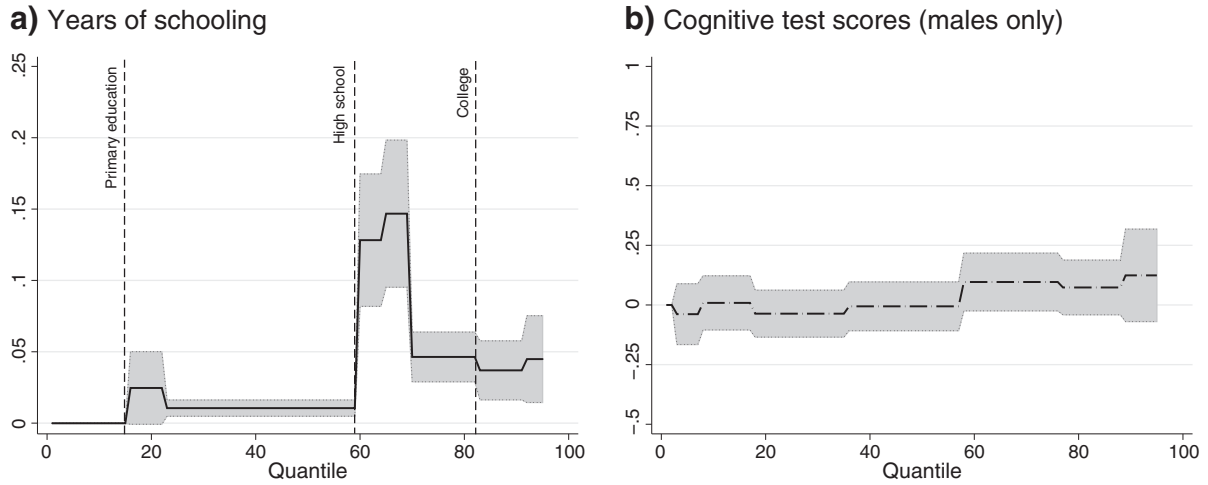 a) Years of schooling
.25
.2
.15
.1
.05
0
Primary education
High school
College
0 20 40 60 80 100
Quantile
b) Cognitive test scores (males only)
1
.75
.5
.25
0
-.25
-.5
0 20 40 60 80 100
Quantile